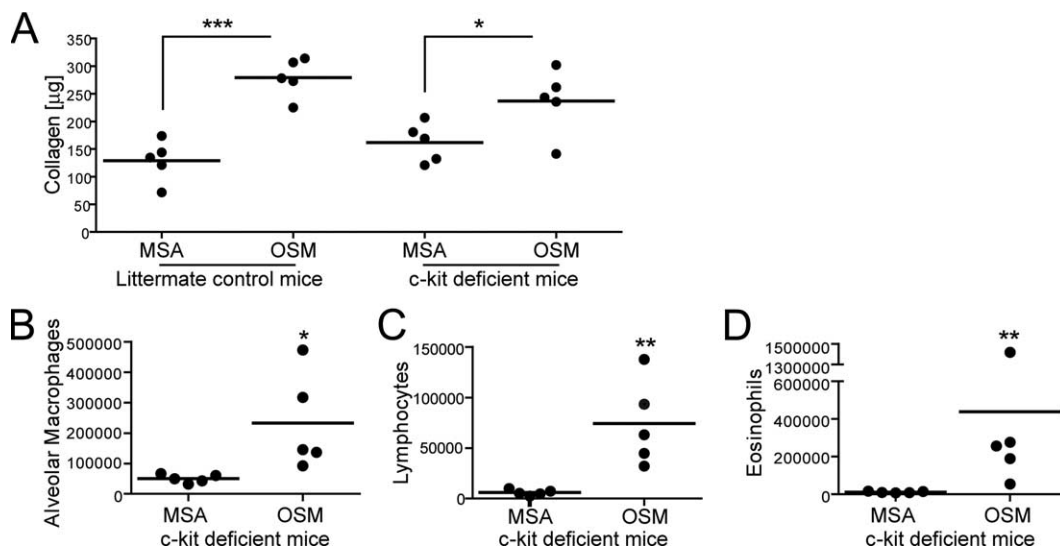 A
Collagen [µg]
350
300
250
200
150
100
50
0
***
*
MSA
OSM
MSA
OSM
Littermate control mice
c-kit deficient mice
B
Alveolar Macrophages
500000
400000
300000
200000
100000
0
*
MSA
OSM
c-kit deficient mice
C
Lymphocytes
150000
100000
50000
0
**
MSA
OSM
c-kit deficient mice
D
Eosinophils
1500000
1300000
600000
400000
200000
0
**
MSA
OSM
c-kit deficient mice